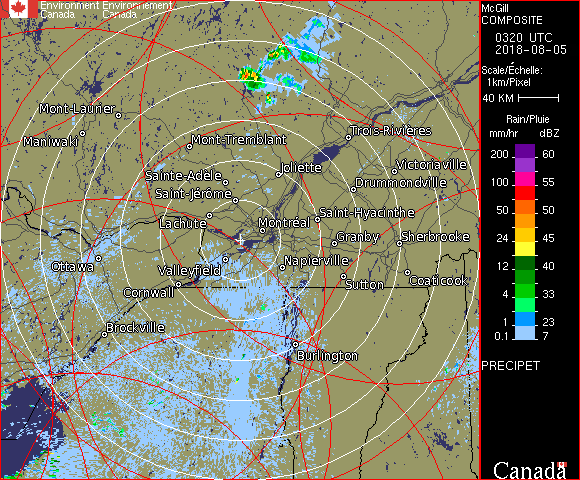 Environment Environnement
Canada Canada
McGill
COMPOSITE
0320 UTC
2018-08-05
Scale/Échelle:
1km/Pixel
40 KM
Rain/Pluie
mm/hr dBZ
200 60
100 55
50 50
24 45
12 40
4 33
1 23
0.1 7
PRECIPET
Canada
Mont-Laurier
Maniwaki
Mont-Tremblant
Trois-Rivières
Sainte-Adèle
Joliette
Victoriaville
Saint-Jérôme
Drummondville
Lachute
Montréal
Saint-Hyacinthe
Granby
Sherbrooke
Ottawa
Valleyfield
Napierville
Cornwall
Sutton
Coaticook
Brockville
Burlington